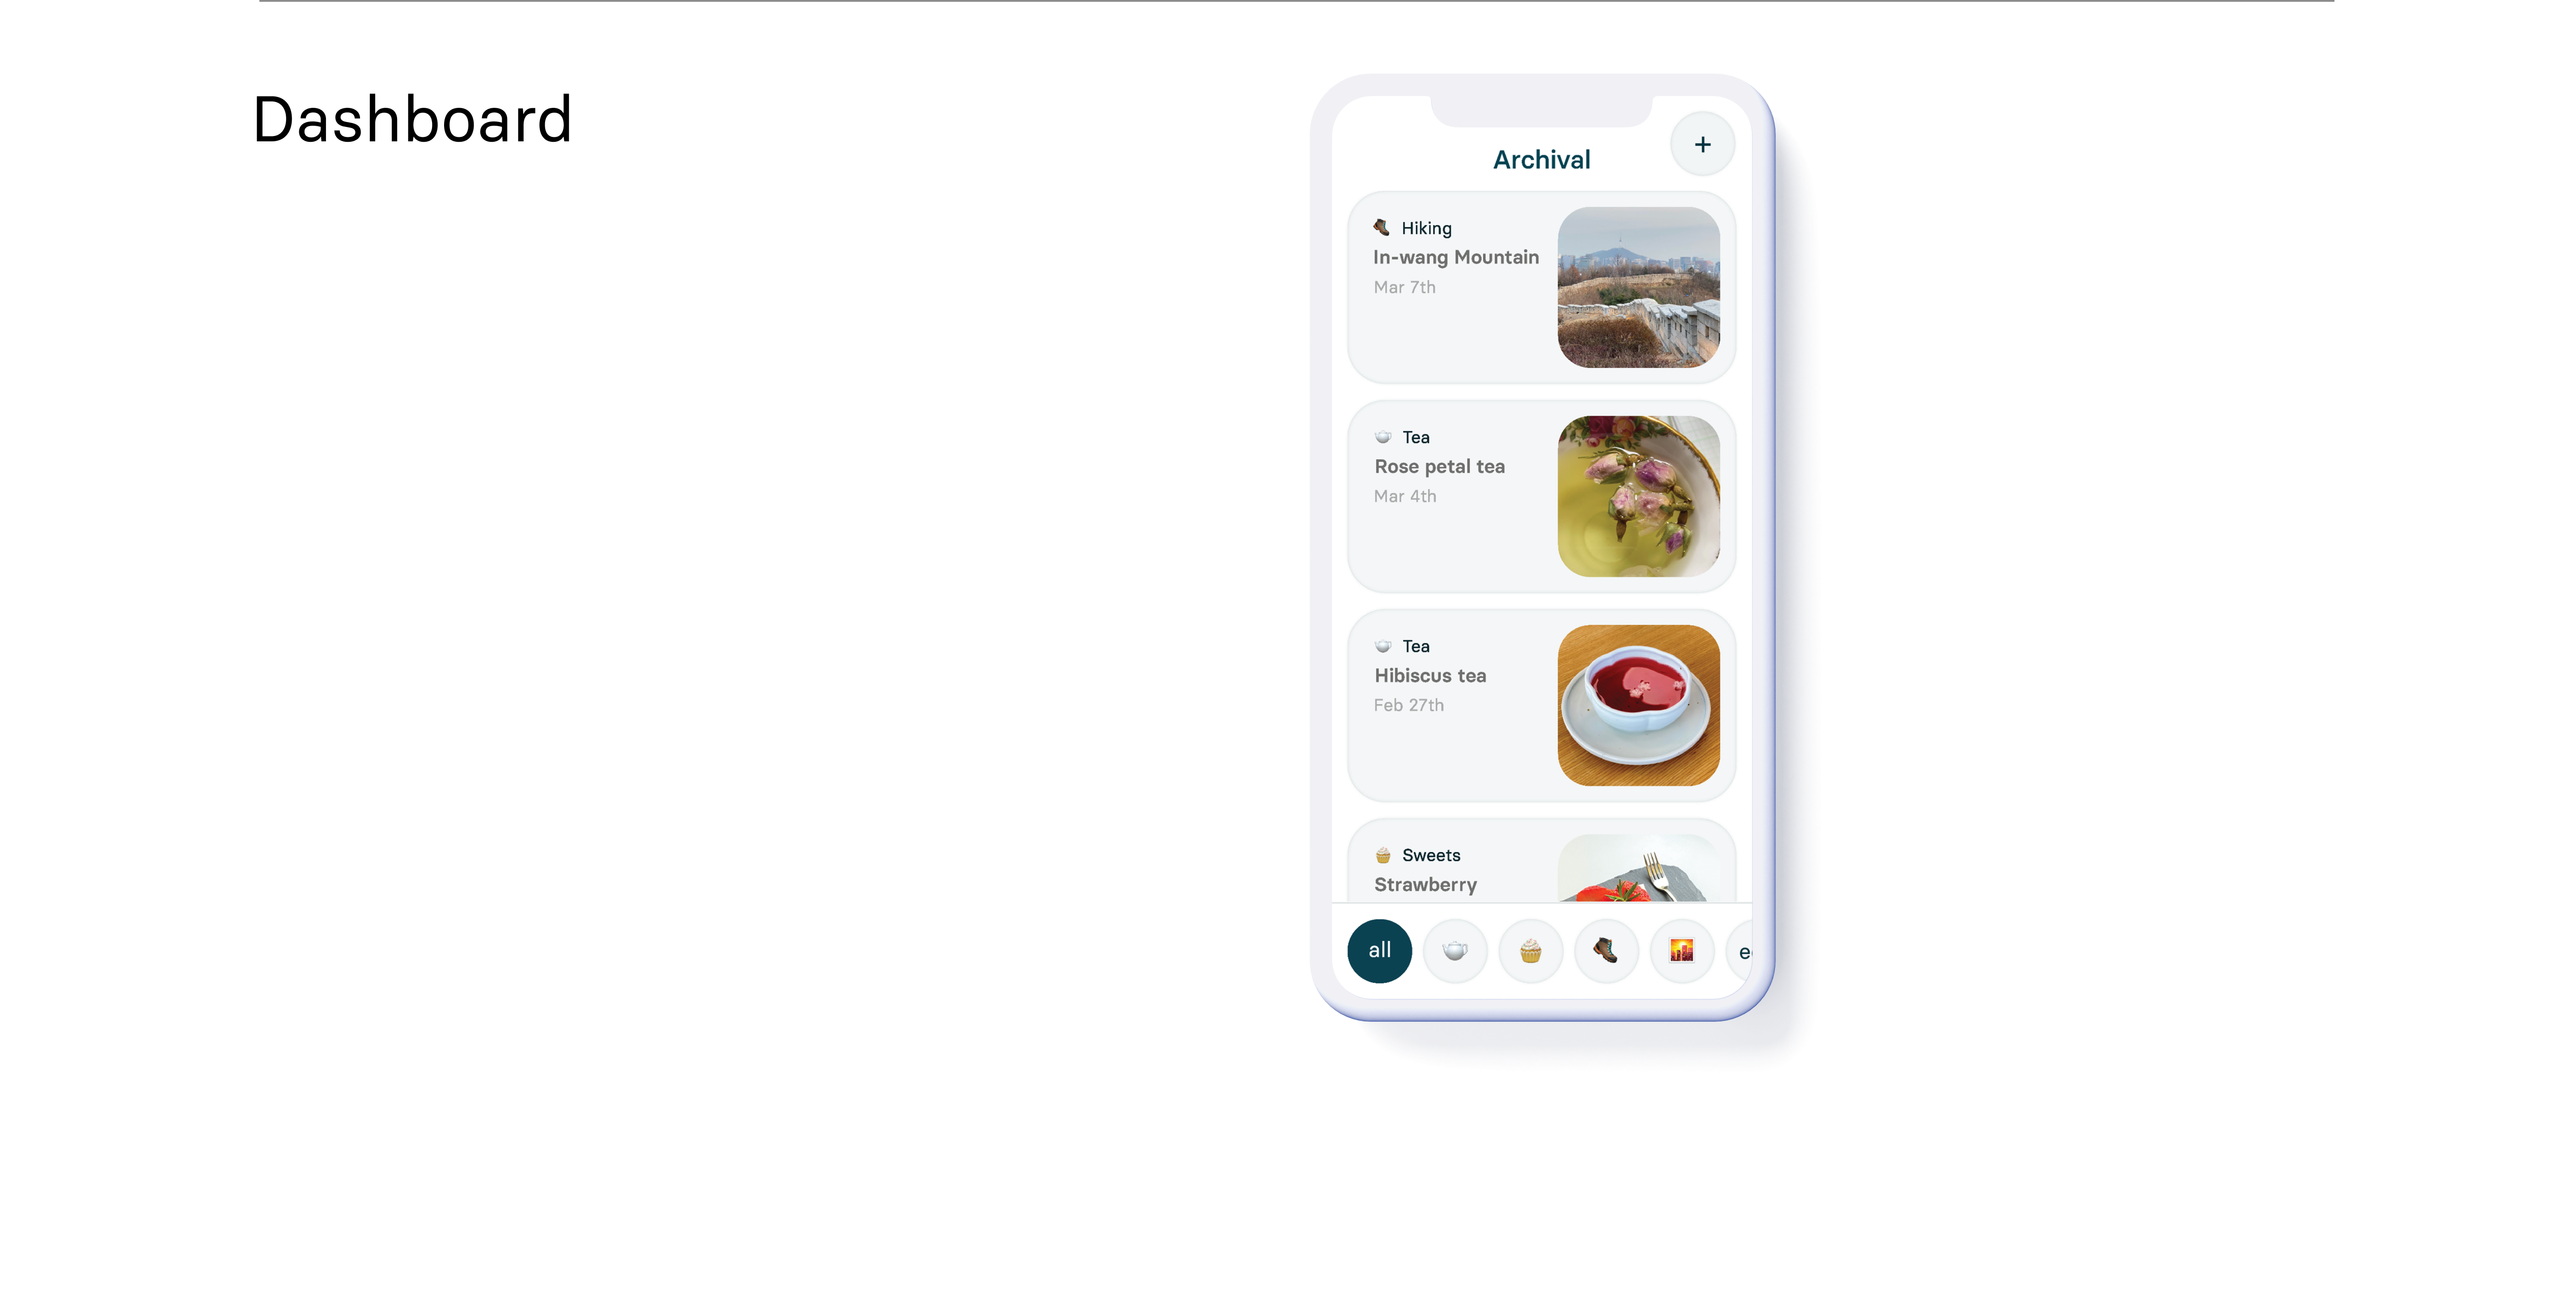 Dashboard
Archival
+
Hiking
In-wang Mountain
Mar 7th
Tea
Rose petal tea
Mar 4th
Tea
Hibiscus tea
Feb 27th
Sweets
Strawberry
all